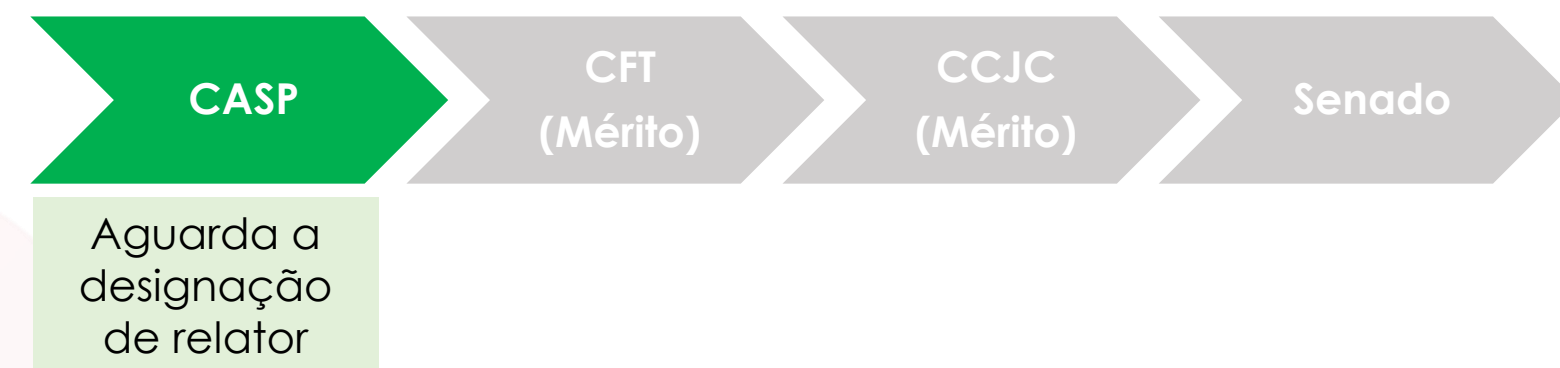 CASP
CFT
(Mérito)
CCJC
(Mérito)
Senado
Aguarda a
designação
de relator